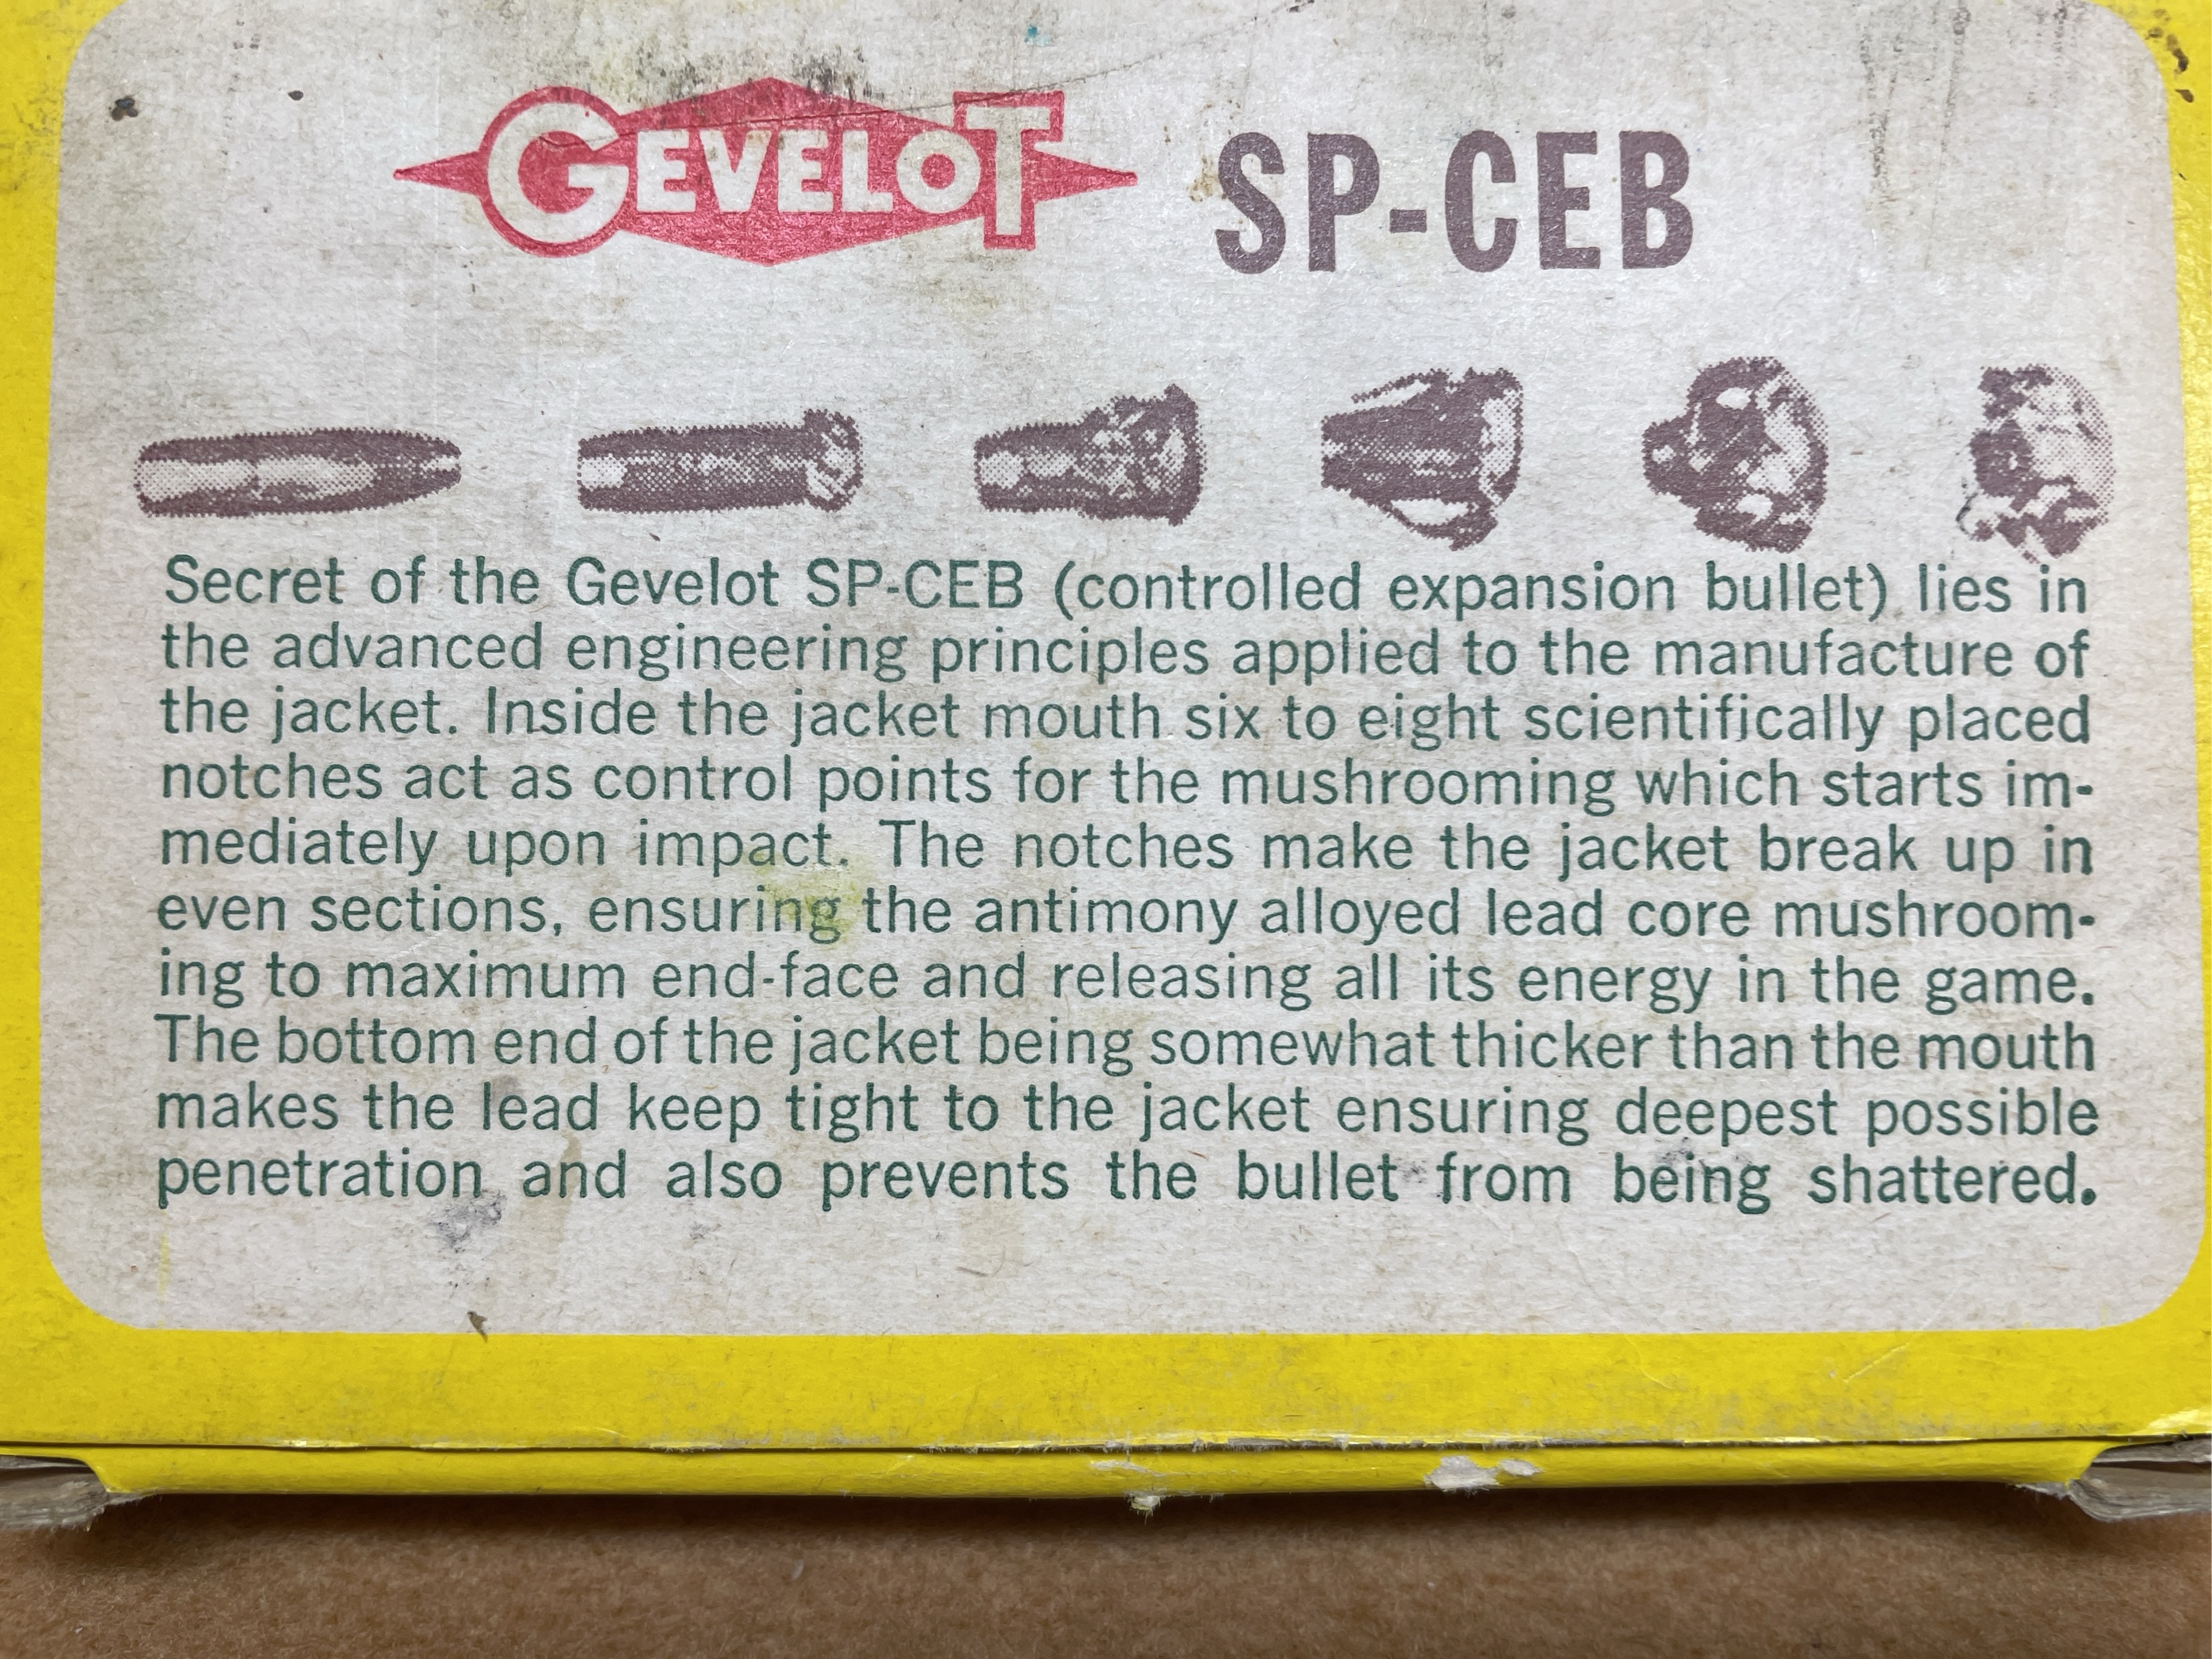 GEVELOT SP-CEB
Secret of the Gevelot SP-CEB (controlled expansion bullet) lies in
the advanced engineering principles applied to the manufacture of
the jacket. Inside the jacket mouth six to eight scientifically placed
notches act as control points for the mushrooming which starts im-
mediately upon impact. The notches make the jacket break up in
even sections, ensuring the antimony alloyed lead core mushroom-
ing to maximum end-face and releasing all its energy in the game.
The bottom end of the jacket being somewhat thicker than the mouth
makes the lead keep tight to the jacket ensuring deepest possible
penetration and also prevents the bullet from being shattered.